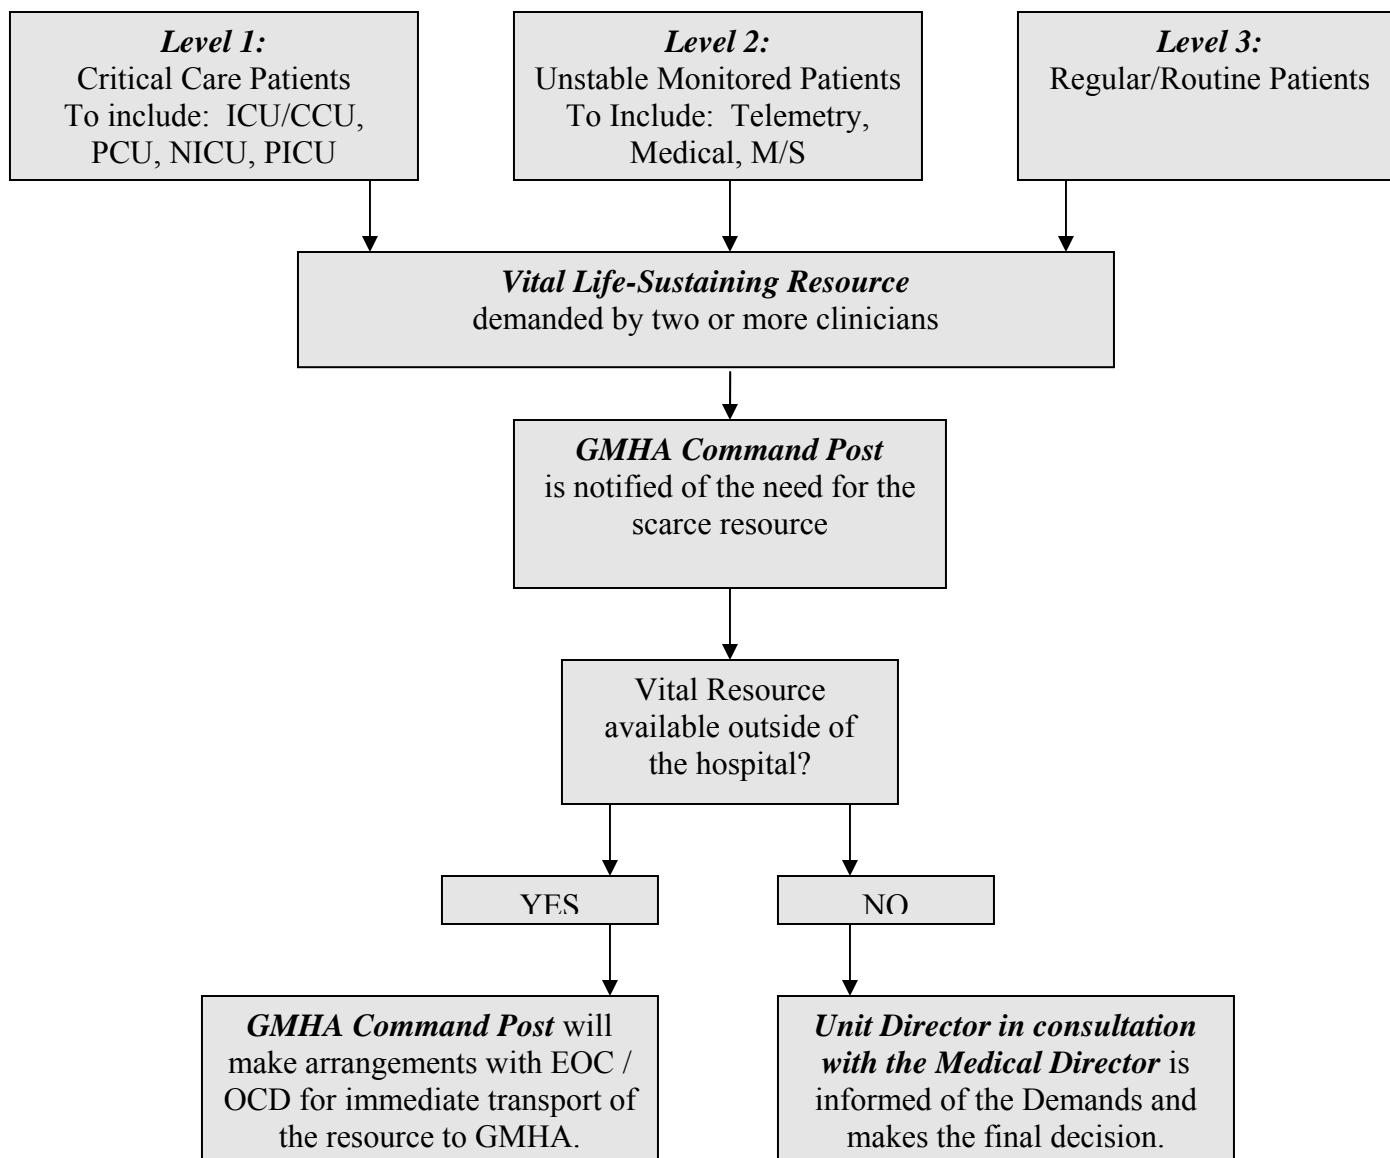 Level 1:
Critical Care Patients
To include:  ICU/CCU,
PCU, NICU, PICU
Level 2:
Unstable Monitored Patients
To Include:  Telemetry,
Medical, M/S
Level 3:
Regular/Routine Patients
Vital Life-Sustaining Resource
demanded by two or more clinicians
GMHA Command Post
is notified of the need for the
scarce resource
Vital Resource
available outside of
the hospital?
YES
NO
GMHA Command Post will
make arrangements with EOC /
OCD for immediate transport of
the resource to GMHA.
Unit Director in consultation
with the Medical Director is
informed of the Demands and
makes the final decision.